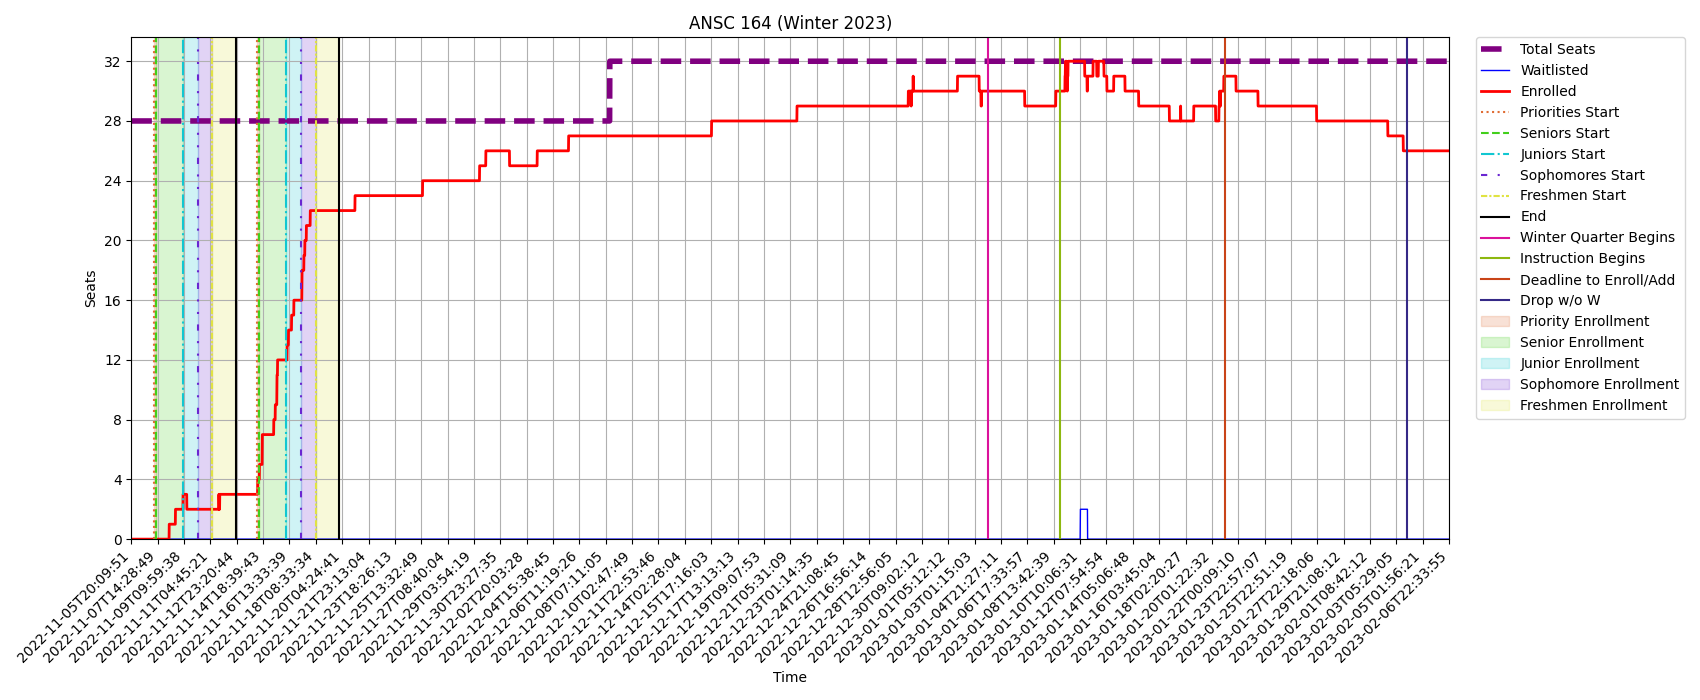 ANSC 164 (Winter 2023)
32
28
24
20
16
12
8
4
0
Seats
2022-11-05T20:09:51
2022-11-07T14:28:49
2022-11-09T09:59:38
2022-11-11T04:45:21
2022-11-12T23:20:44
2022-11-14T18:39:43
2022-11-16T13:33:39
2022-11-18T08:33:34
2022-11-20T04:24:41
2022-11-21T23:13:04
2022-11-23T18:26:13
2022-11-25T13:32:49
2022-11-27T08:40:04
2022-11-29T03:54:19
2022-11-30T23:27:35
2022-12-02T20:03:28
2022-12-04T15:38:45
2022-12-06T11:19:26
2022-12-08T07:11:05
2022-12-10T02:47:49
2022-12-11T22:53:46
2022-12-14T02:28:04
2022-12-15T17:16:03
2022-12-17T13:13:13
2022-12-19T09:07:53
2022-12-21T05:31:09
2022-12-23T01:14:35
2022-12-24T21:08:45
2022-12-26T16:56:14
2022-12-28T12:56:05
2022-12-30T09:02:12
2023-01-01T05:12:12
2023-01-03T01:15:15
2023-01-04T21:27:11
2023-01-06T17:33:57
2023-01-08T13:42:39
2023-01-10T10:06:31
2023-01-12T07:54:54
2023-01-14T05:06:48
2023-01-16T03:45:04
2023-01-18T02:20:27
2023-01-20T01:22:32
2023-01-22T00:09:10
2023-01-23T22:57:07
2023-01-25T22:51:19
2023-01-27T22:18:06
2023-01-29T21:08:12
2023-02-01T08:42:12
2023-02-03T05:29:05
2023-02-05T01:56:21
2023-02-06T22:33:55
Time
Total Seats
Waitlisted
Enrolled
Priorities Start
Seniors Start
Juniors Start
Sophomores Start
Freshmen Start
End
Winter Quarter Begins
Instruction Begins
Deadline to Enroll/Add
Drop w/o W
Priority Enrollment
Senior Enrollment
Junior Enrollment
Sophomore Enrollment
Freshmen Enrollment